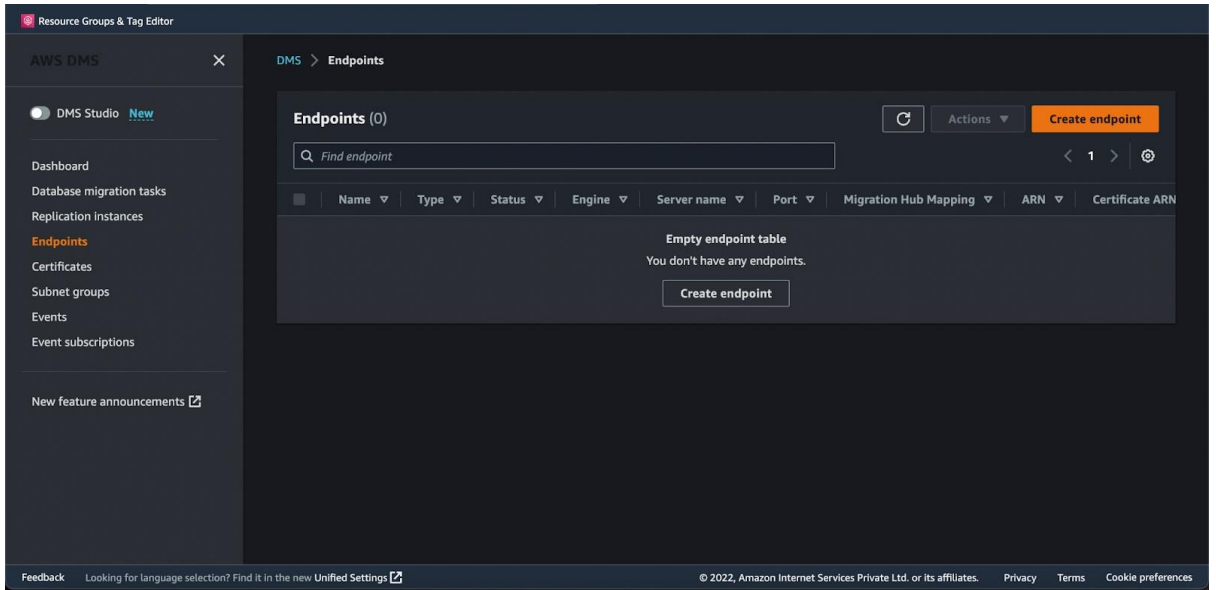 Resource Groups & Tag Editor
AWS DMS
DMS > Endpoints
DMS Studio New
Dashboard
Database migration tasks
Replication instances
Endpoints
Certificates
Subnet groups
Events
Event subscriptions
New feature announcements
Endpoints (0)
Actions
Create endpoint
Find endpoint
1
Name Type Status Engine Server name Port Migration Hub Mapping ARN Certificate ARN
Empty endpoint table
You don't have any endpoints.
Create endpoint
Feedback Looking for language selection? Find it in the new Unified Settings © 2022, Amazon Internet Services Private Ltd. or its affiliates. Privacy Terms Cookie preferences